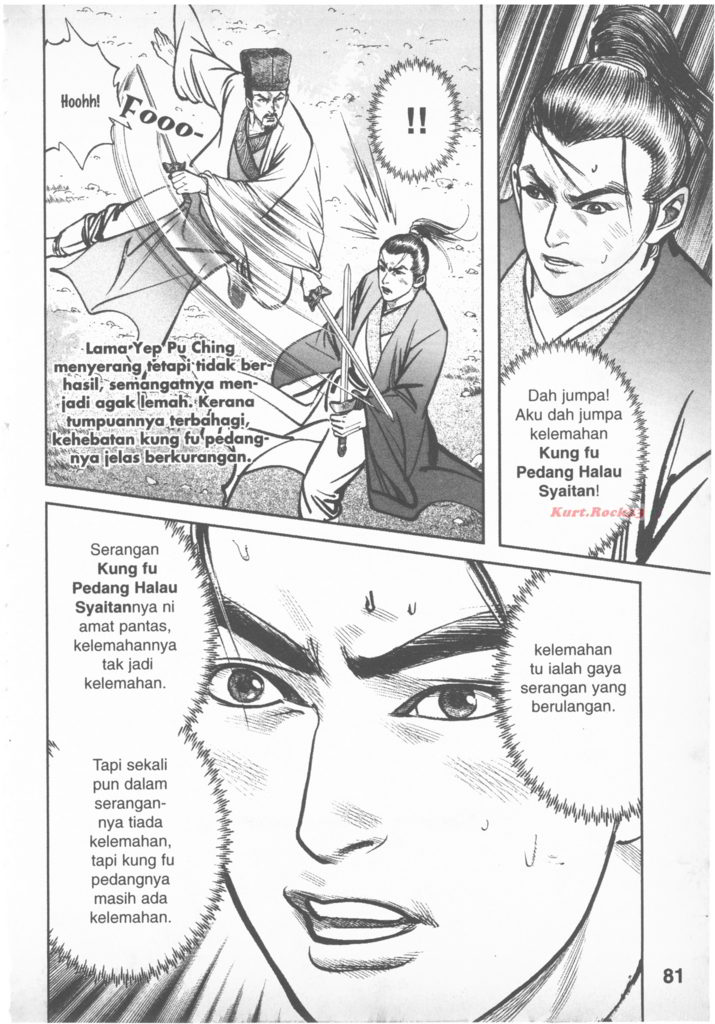 Hoohh!
Fooo-
!!
Lama Yep Pu Ching
menyerang tetapi tidak ber-
hasil, semangatnya men-
jadi agak lemah. Kerana
tumpuannya terbahagi,
kehebatan kung fu pedang-
nya jelas berkurangan.
Dah jumpa!
Aku dah jumpa
kelemahan
Kung fu
Pedang Halau
Syaitan!
Kurt.Rock23
Serangan
Kung fu
Pedang Halau
Syaitannya ni
amat pantas,
kelemahannya
tak jadi
kelemahan.
kelemahan
tu ialah gaya
serangan yang
berulangan.
Tapi sekali
pun dalam
serangan-
nya tiada
kelemahan,
tapi kung fu
pedangnya
masih ada
kelemahan.
81